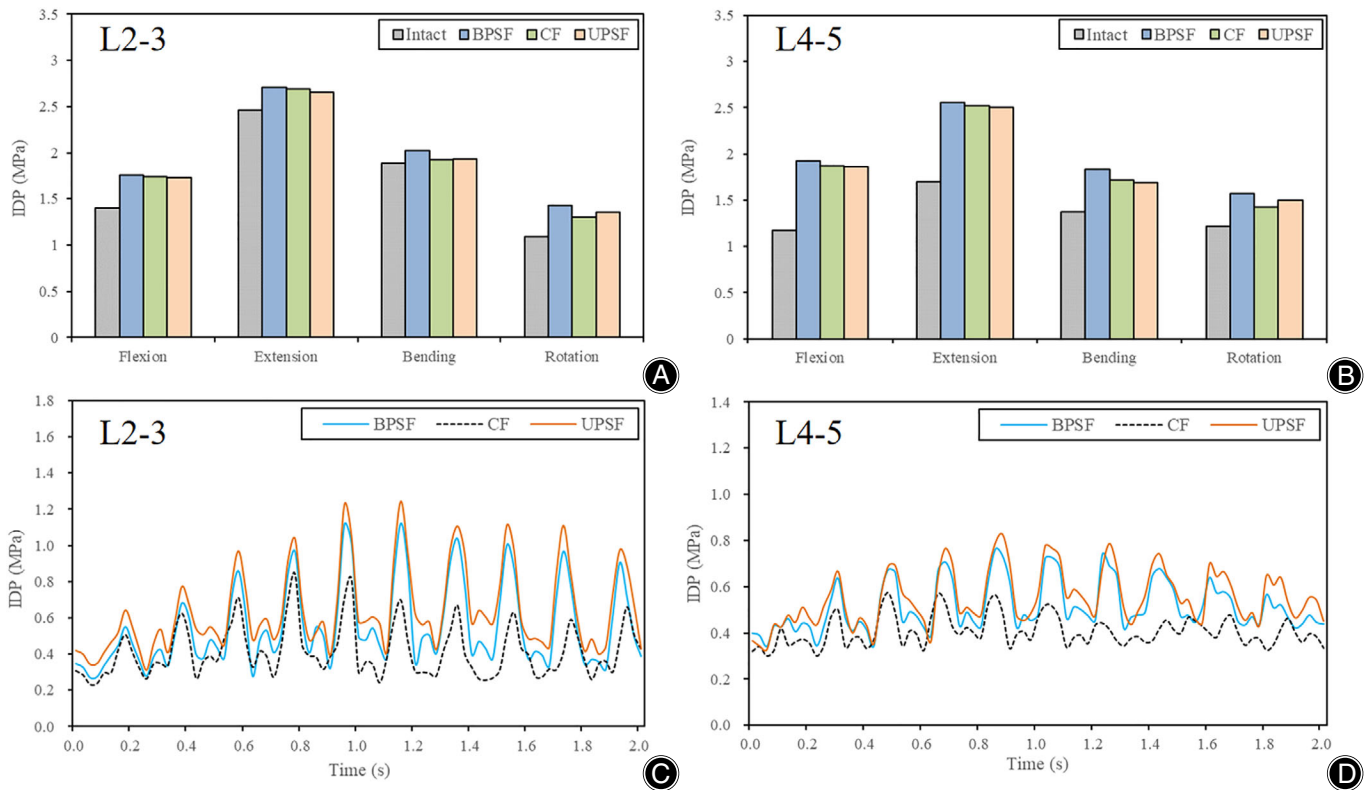 L2-3
Intact BPSF CF UPSF
IDP (MPa)
3.5
3
2.5
2
1.5
1
0.5
0
Flexion Extension Bending Rotation
A
L4-5
Intact BPSF CF UPSF
IDP (MPa)
3.5
3
2.5
2
1.5
1
0.5
0
Flexion Extension Bending Rotation
B
L2-3
BPSF CF UPSF
IDP (MPa)
1.8
1.6
1.4
1.2
1.0
0.8
0.6
0.4
0.2
0.0
0.0 0.2 0.4 0.6 0.8 1.0 1.2 1.4 1.6 1.8 2.0
Time (s)
C
L4-5
BPSF CF UPSF
IDP (MPa)
1.4
1.2
1.0
0.8
0.6
0.4
0.2
0.0
0.0 0.2 0.4 0.6 0.8 1.0 1.2 1.4 1.6 1.8 2.0
Time (s)
D